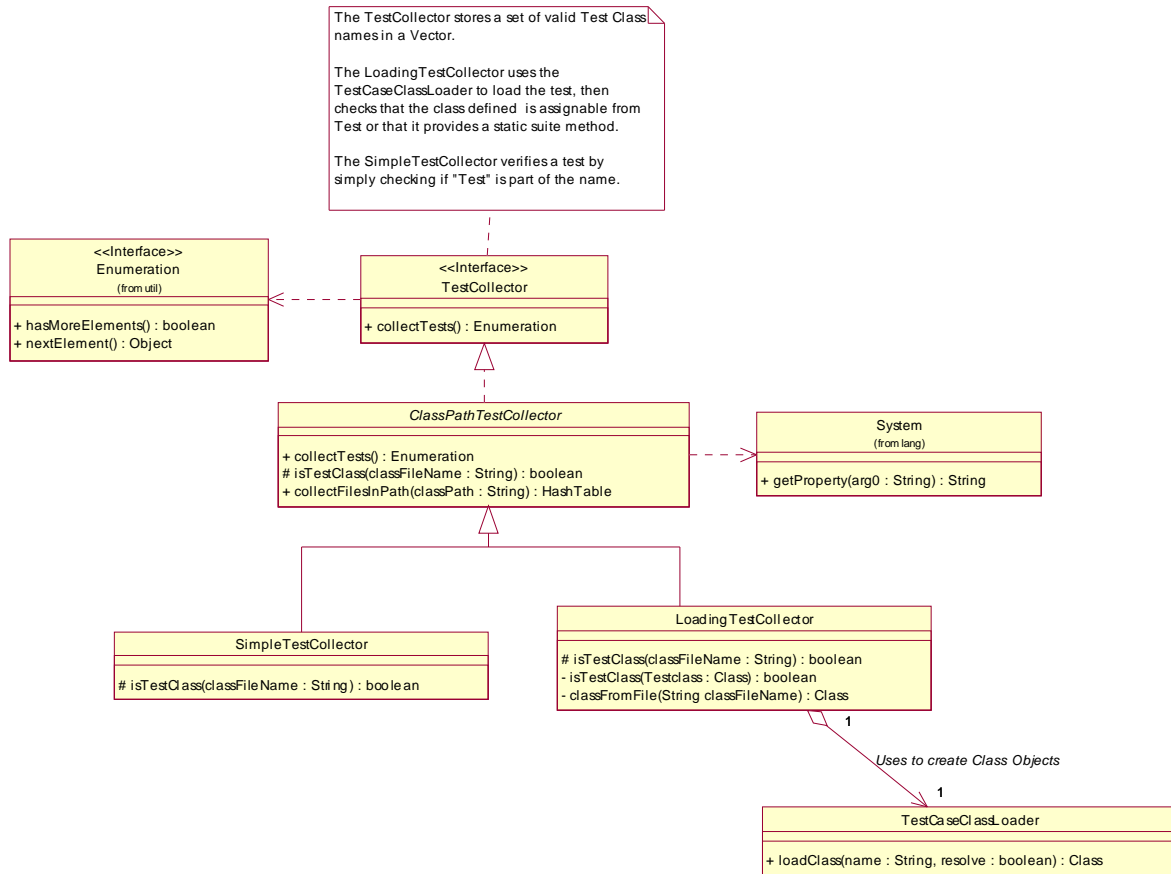 The TestCollector stores a set of valid Test Class
names in a Vector.
The LoadingTestCollector uses the
TestCaseClassLoader to load the test, then
checks that the class defined is assignable from
Test or that it provides a static suite method.
The SimpleTestCollector verifies a test by
simply checking if "Test" is part of the name.
<<Interface>>
Enumeration
(from util)
+ hasMoreElements() : boolean
+ nextElement() : Object
<<Interface>>
TestCollector
+ collectTests() : Enumeration
ClassPathTestCollector
+ collectTests() : Enumeration
# isTestClass(classFileName : String) : boolean
+ collectFilesInPath(classPath : String) : HashTable
System
(from lang)
+ getProperty(arg0 : String) : String
SimpleTestCollector
# isTestClass(classFileName : String) : boolean
LoadingTestCollector
# isTestClass(classFileName : String) : boolean
- isTestClass(Testclass : Class) : boolean
- classFromFile(String classFileName) : Class
1
Uses to create Class Objects
1
TestCaseClassLoader
+ loadClass(name : String, resolve : boolean) : Class